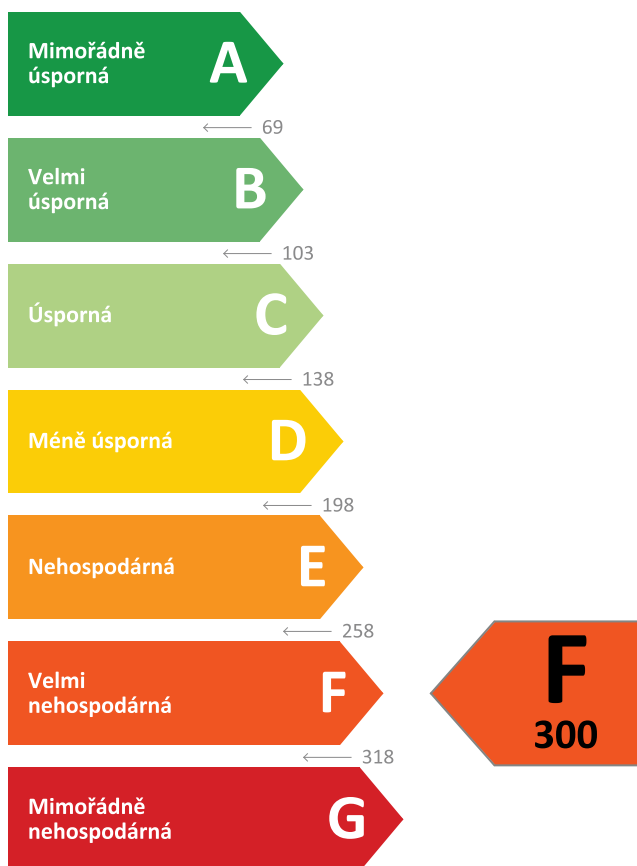 Mimořádně
úsporná
A
69
Velmi
úsporná
B
103
Úsporná
C
138
Méně úsporná
D
198
Nehospodárná
E
258
Velmi
nehospodárná
F
F
300
318
Mimořádně
nehospodárná
G